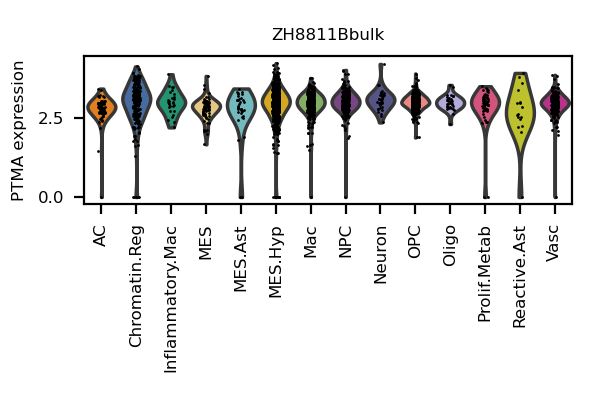 ZH8811Bbulk
PTMA expression
2.5
0.0
AC
Chromatin.Reg
Inflammatory.Mac
MES
MES.Ast
MES.Hyp
Mac
NPC
Neuron
OPC
Oligo
Prolif.Metab
Reactive.Ast
Vasc